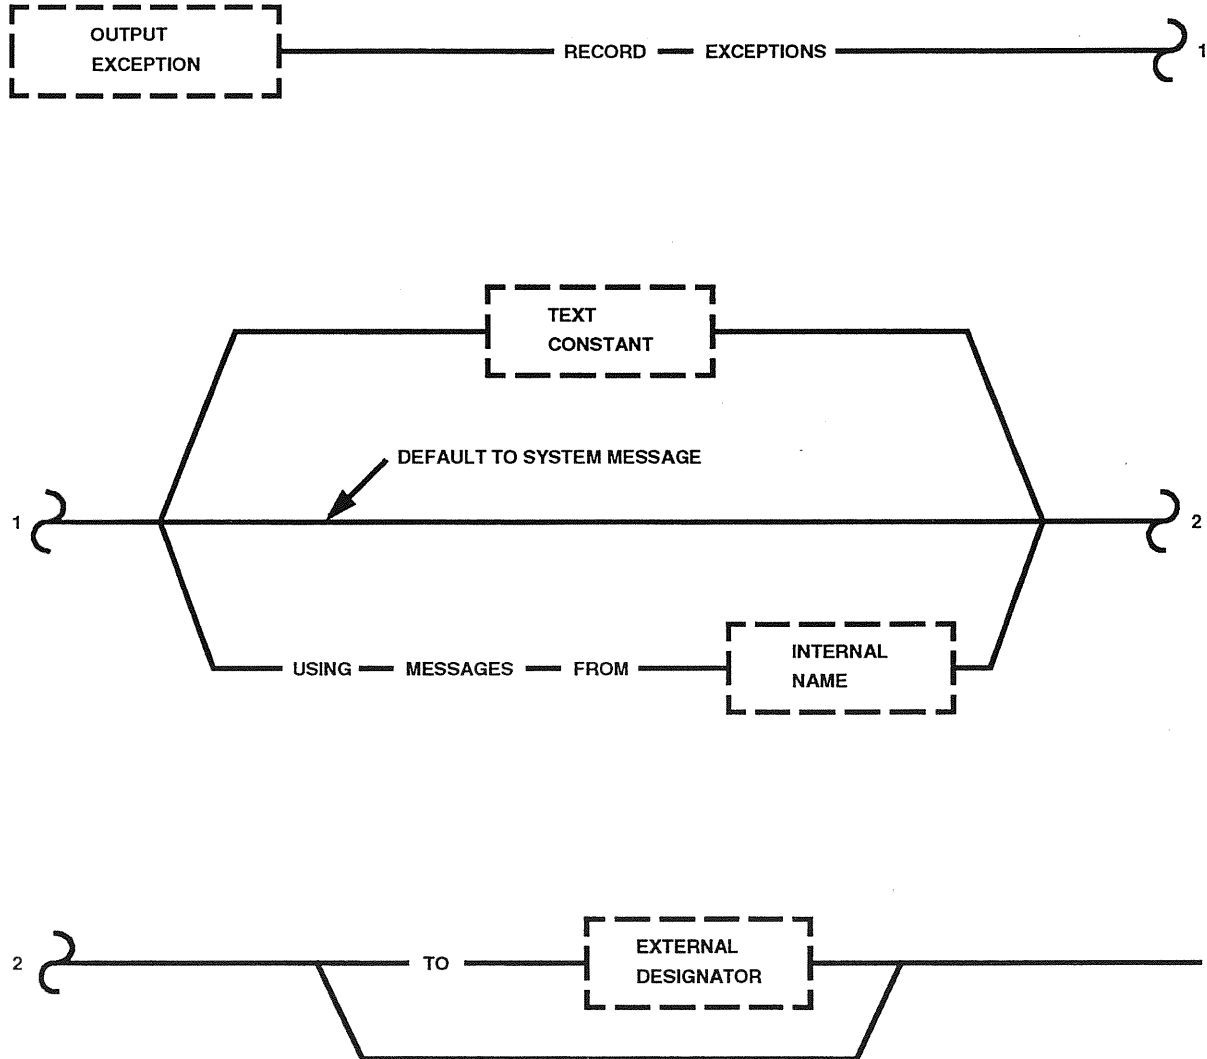 OUTPUT
EXCEPTION
RECORD EXCEPTIONS
1
TEXT
CONSTANT
DEFAULT TO SYSTEM MESSAGE
1
2
USING MESSAGES FROM
INTERNAL
NAME
2
TO
EXTERNAL
DESIGNATOR